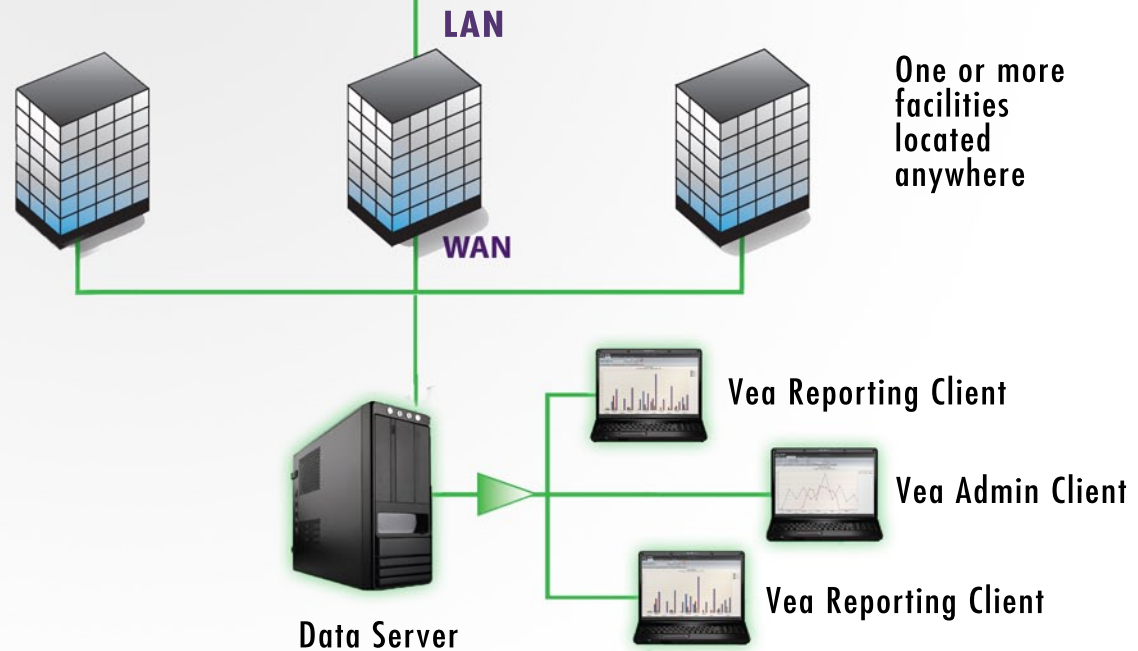 LAN
One or more
facilities
located
anywhere
WAN
Vea Reporting Client
Vea Admin Client
Vea Reporting Client
Data Server